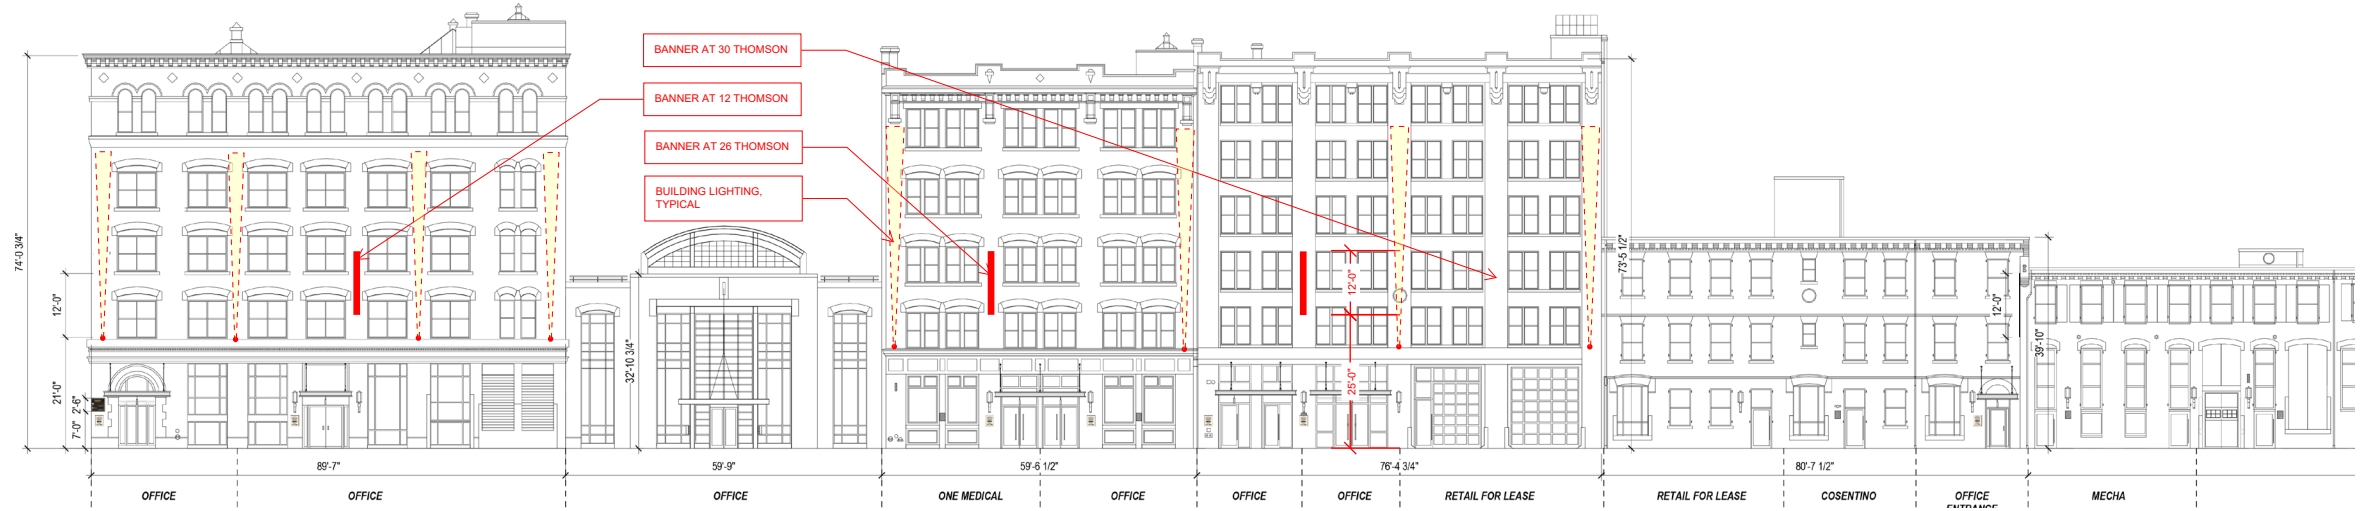 BANNER AT 30 THOMSON
BANNER AT 12 THOMSON
BANNER AT 26 THOMSON
BUILDING LIGHTING,
TYPICAL
74'-0 3/4"
12'-0"
21'-0"
2'-6"
7'-0"
32'-10 3/4"
12'-0"
25'-0"
73'-5 1/2"
12'-0"
39'-10"
89'-7"
59'-9"
59'-6 1/2"
76'-4 3/4"
80'-7 1/2"
OFFICE
OFFICE
OFFICE
ONE MEDICAL
OFFICE
OFFICE
OFFICE
RETAIL FOR LEASE
RETAIL FOR LEASE
COSENTINO
OFFICE
ENTRANCE
MECHA